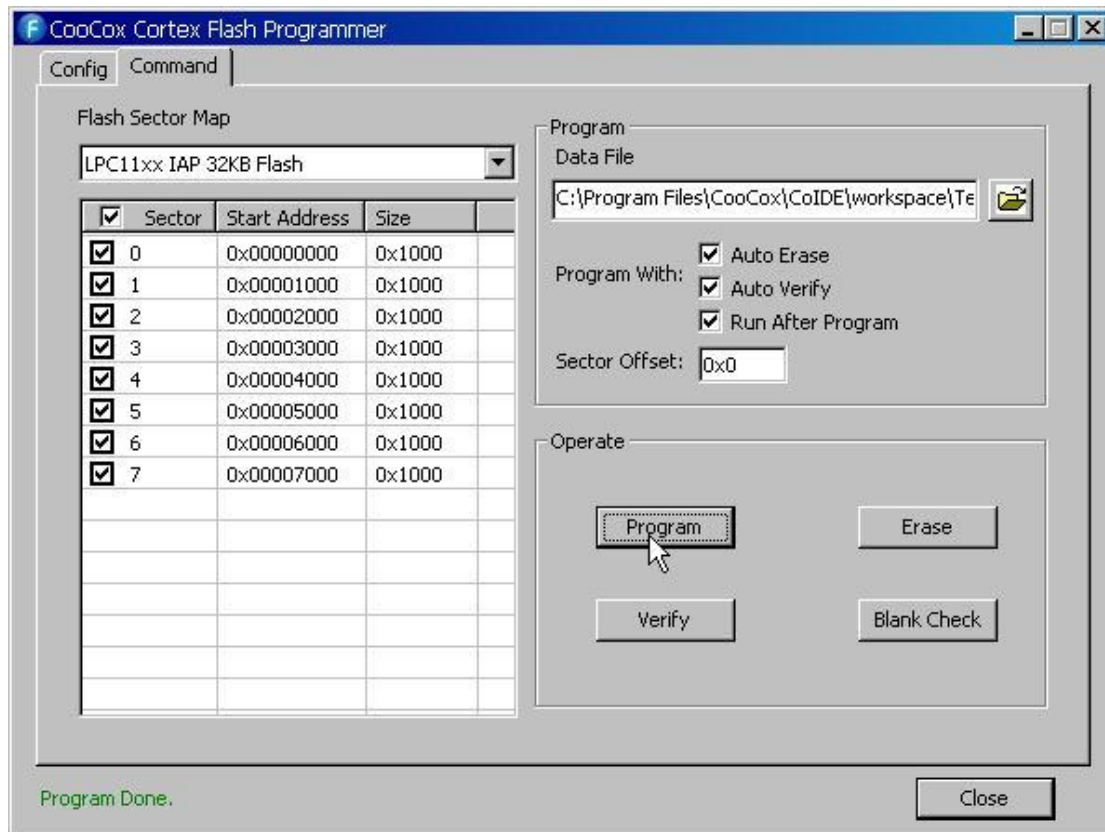 CooCox Cortex Flash Programmer
Config Command
Flash Sector Map
LPC11xx IAP 32KB Flash
Sector Start Address Size
0 0x00000000 0x1000
1 0x00001000 0x1000
2 0x00002000 0x1000
3 0x00003000 0x1000
4 0x00004000 0x1000
5 0x00005000 0x1000
6 0x00006000 0x1000
7 0x00007000 0x1000
Program
Data File
C:\Program Files\CooCox\CoIDE\workspace\Te
Program With:
Auto Erase
Auto Verify
Run After Program
Sector Offset: 0x0
Operate
Program Erase
Verify Blank Check
Program Done.
Close